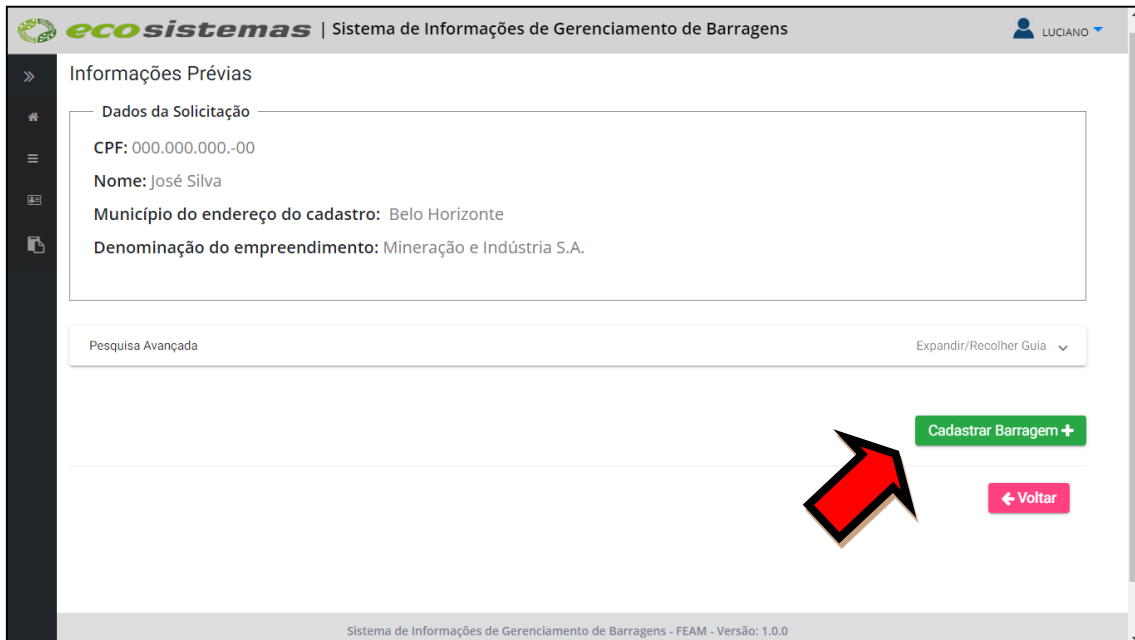 ecosistemas | Sistema de Informações de Gerenciamento de Barragens
LUCIANO
Informações Prévias
Dados da Solicitação
CPF: 000.000.000.-00
Nome: José Silva
Município do endereço do cadastro: Belo Horizonte
Denominação do empreendimento: Mineração e Indústria S.A.
Pesquisa Avançada
Expandir/Recolher Guia
Cadastrar Barragem +
Voltar
Sistema de Informações de Gerenciamento de Barragens - FEAM - Versão: 1.0.0